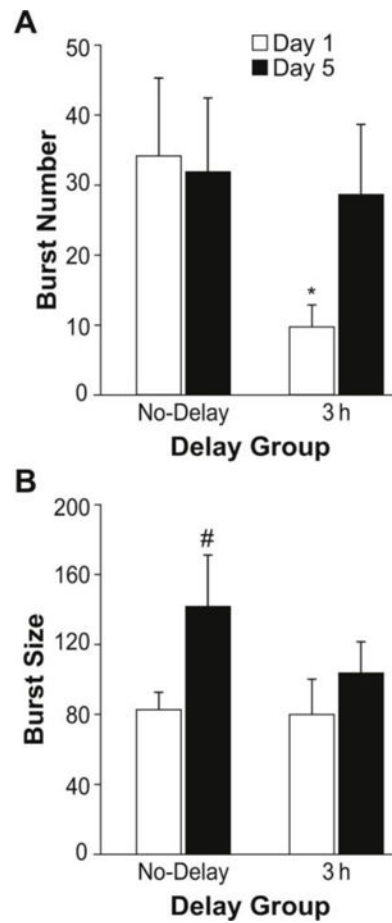 A
Day 1
Day 5
50
40
30
20
10
0
Burst Number
*
No-Delay 3 h
Delay Group
B
200
160
120
80
40
0
Burst Size
#
No-Delay 3 h
Delay Group